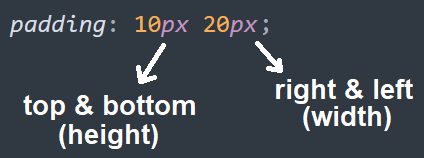 padding: 10px 20px;
top & bottom
(height)
right & left
(width)